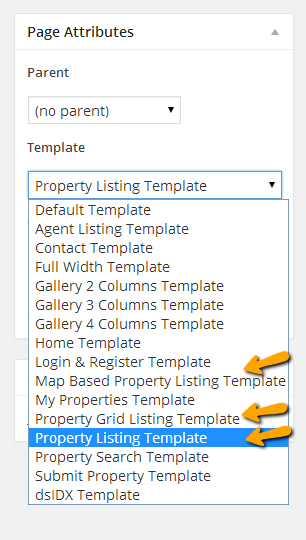 Page Attributes
Parent
(no parent)
Template
Property Listing Template
Default Template
Agent Listing Template
Contact Template
Full Width Template
Gallery 2 Columns Template
Gallery 3 Columns Template
Gallery 4 Columns Template
Home Template
Login & Register Template
Map Based Property Listing Template
My Properties Template
Property Grid Listing Template
Property Listing Template
Property Search Template
Submit Property Template
dsIDX Template